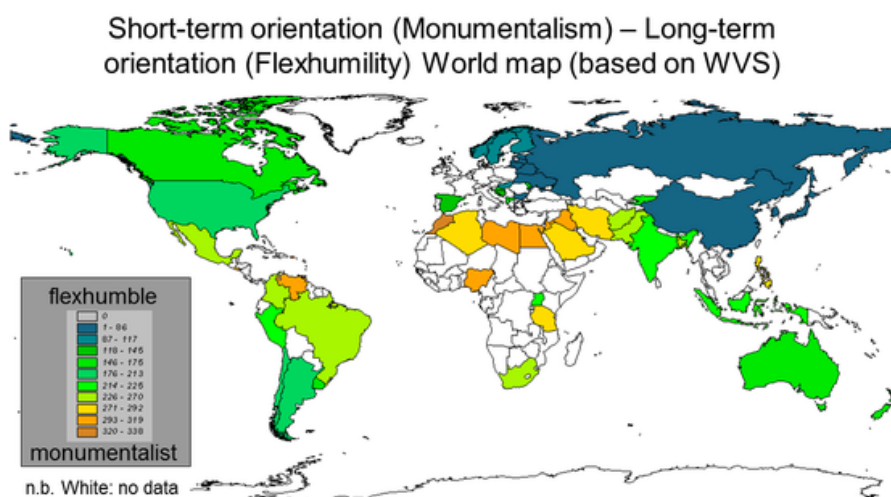 Short-term orientation (Monumentalism) – Long-term
orientation (Flexhumility) World map (based on WVS)
flexhumble
0
1 - 86
87 - 117
118 - 145
146 - 175
176 - 213
214 - 225
226 - 270
271 - 292
293 - 319
320 - 338
monumentalist
n.b. White: no data